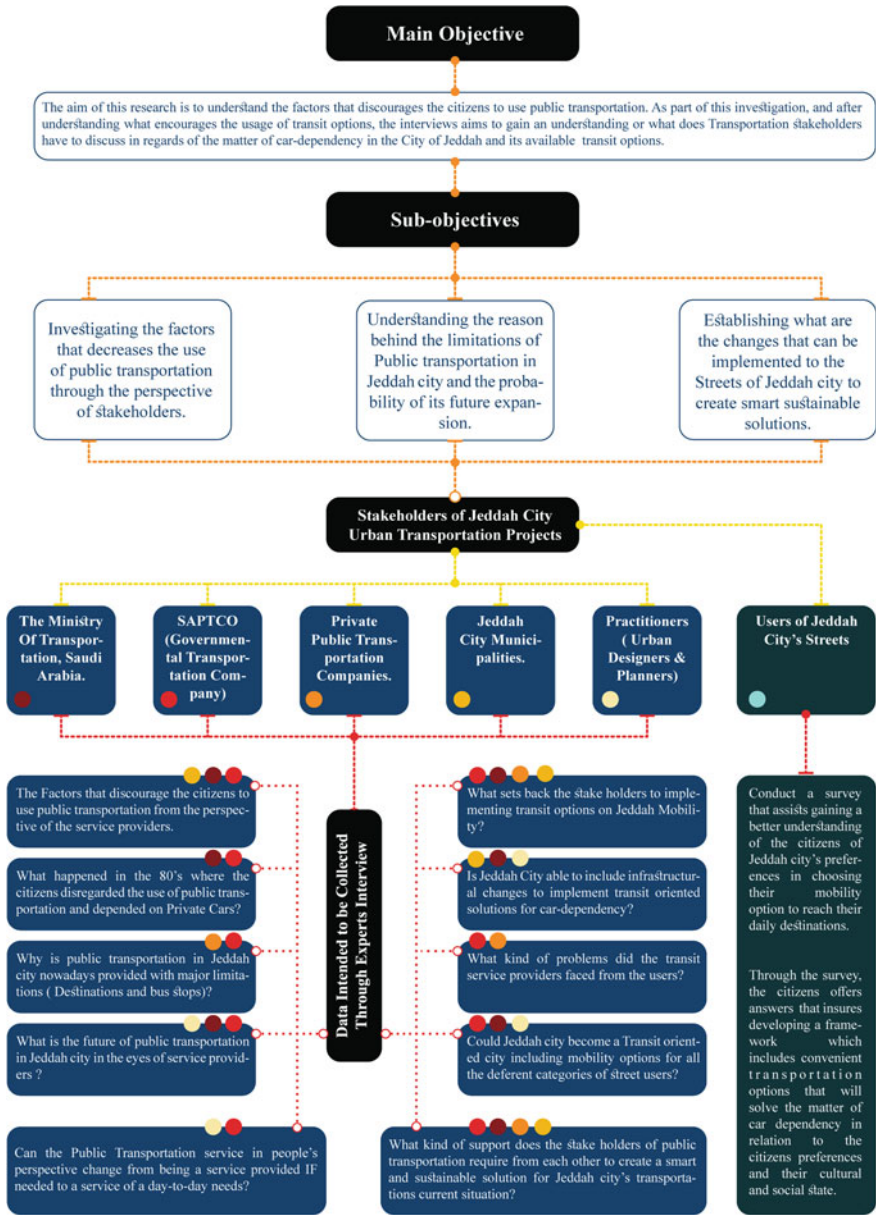 Main Objective
The aim of this research is to understand the factors that discourages the citizens to use public transportation. As part of this investigation, and after
understanding what encourages the usage of transit options, the interviews aims to gain an understanding or what does Transportation stakeholders
have to discuss in regards of the matter of car-dependency in the City of Jeddah and its available transit options.
Sub-objectives
Investigating the factors
that decreases the use
of public transportation
through the perspective
of stakeholders.
Understanding the reason
behind the limitations of
Public transportation in
Jeddah city and the proba-
bility of its future expan-
sion.
Establishing what are
the changes that can be
implemented to the
Streets of Jeddah city to
create smart sustainable
solutions.
Stakeholders of Jeddah City
Urban Transportation Projects
The Ministry
Of Transpor-
tation, Saudi
Arabia.
SAPTCO
(Govern-
mental Trans-
portation Com-
pany)
Private
Public Trans-
portation
Companies.
Jeddah
City Munici-
palities.
Practitioners
( Urban
Designers &
Planners)
Users of Jeddah
City's Streets
The Factors that discourage the citizens to
use public transportation from the perspec-
tive of the service providers.
What happened in the 80's where the
citizens disregarded the use of public trans-
portation and depended on Private Cars?
Why is public transportation in Jeddah
city nowadays provided with major limita-
tions ( Destinations and bus stops)?
What is the future of public transportation
in Jeddah city in the eyes of service provid-
ers ?
Can the Public Transportation service in people's
perspective change from being a service provided IF
needed to a service of a day-to-day needs?
Data Intended to be Collected
Through Experts Interview
What sets back the stake holders to imple-
menting transit options on Jeddah Mobili-
ty?
Is Jeddah City able to include infrastructur-
al changes to implement transit oriented
solutions for car-dependency?
What kind of problems did the transit
service providers faced from the users?
Could Jeddah city become a Transit orient-
ed city including mobility options for all
the deferent categories of street users?
What kind of support does the stake holders of public
transportation require from each other to create a smart
and sustainable solution for Jeddah city's transporta-
tions current situation?
Conduct a survey
that assists gaining a
better understanding
of the citizens of
Jeddah city's preferences
in choosing their
mobility
option to reach their
daily destinations.
Through the survey,
the citizens offers
answers that insures
developing a frame-
work which
includes convenient
transportation
options that will
solve the matter of
car dependency in
relation to the
citizens preferences
and their cultural
and social state.